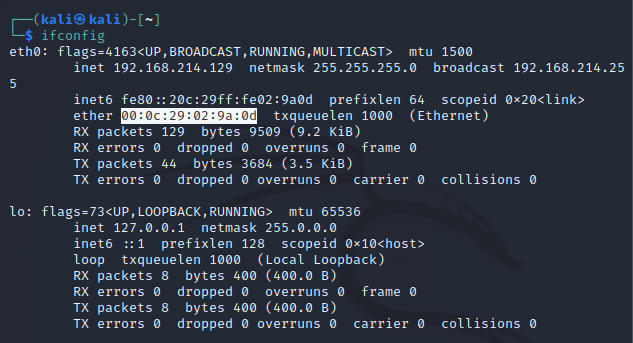 ┌──(kali㉿kali)-[~]
└─$ ifconfig
eth0: flags=4163<UP,BROADCAST,RUNNING,MULTICAST>  mtu 1500
        inet 192.168.214.129  netmask 255.255.255.0  broadcast 192.168.214.25
5
        inet6 fe80::20c:29ff:fe02:9a0d  prefixlen 64  scopeid 0×20<link>
        ether 00:0c:29:02:9a:0d  txqueuelen 1000  (Ethernet)
        RX packets 129  bytes 9509 (9.2 KiB)
        RX errors 0  dropped 0  overruns 0  frame 0
        TX packets 44  bytes 3684 (3.5 KiB)
        TX errors 0  dropped 0 overruns 0  carrier 0  collisions 0

lo: flags=73<UP,LOOPBACK,RUNNING>  mtu 65536
        inet 127.0.0.1  netmask 255.0.0.0
        inet6 ::1  prefixlen 128  scopeid 0×10<host>
        loop  txqueuelen 1000  (Local Loopback)
        RX packets 8  bytes 400 (400.0 B)
        RX errors 0  dropped 0  overruns 0  frame 0
        TX packets 8  bytes 400 (400.0 B)
        TX errors 0  dropped 0 overruns 0  carrier 0  collisions 0